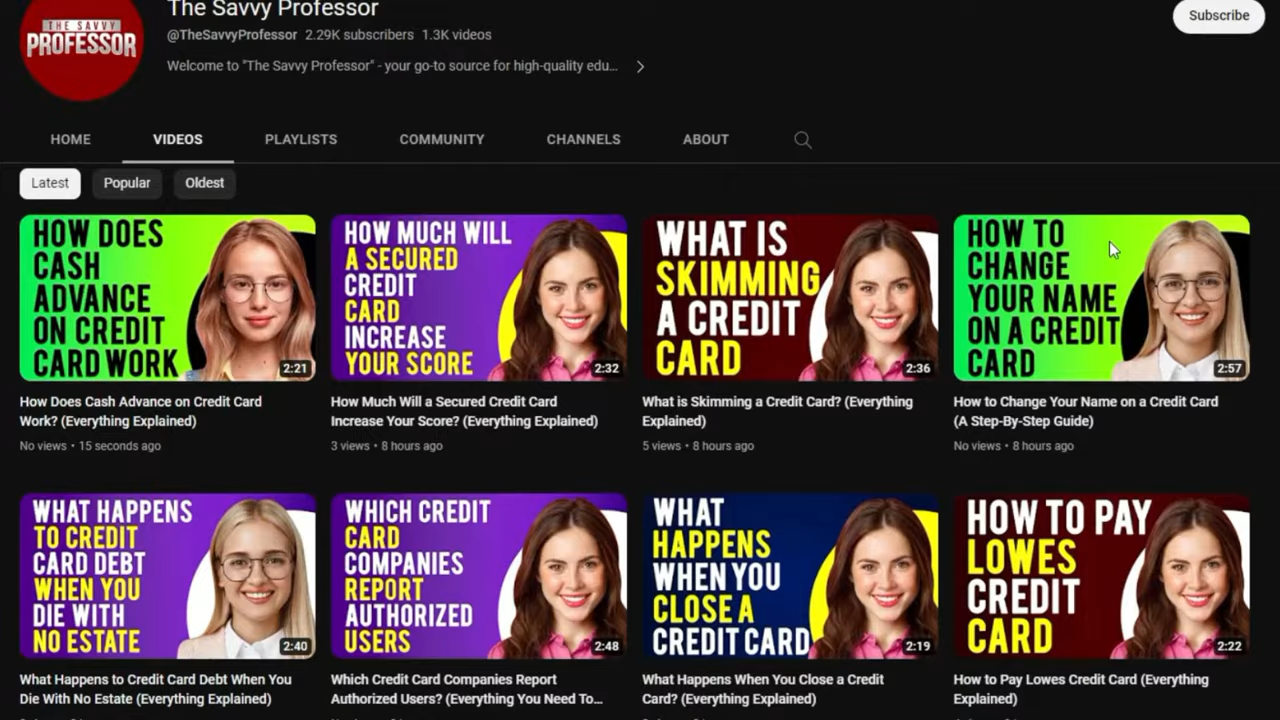 The Savvy Professor
THE SAVVY
PROFESSOR
@TheSavvyProfessor 2.29K subscribers 1.3K videos
Subscribe
Welcome to "The Savvy Professor" - your go-to source for high-quality edu...
HOME VIDEOS PLAYLISTS COMMUNITY CHANNELS ABOUT
Latest Popular Oldest
HOW DOES
CASH
ADVANCE
ON CREDIT
CARD WORK
2:21
HOW MUCH WILL
A SECURED
CREDIT
CARD
INCREASE
YOUR SCORE
2:32
WHAT IS
SKIMMING
A CREDIT
CARD
2:36
HOW TO
CHANGE
YOUR NAME
ON A CREDIT
CARD
2:57
How Does Cash Advance on Credit Card
Work? (Everything Explained)
No views • 15 seconds ago
How Much Will a Secured Credit Card
Increase Your Score? (Everything Explained)
3 views • 8 hours ago
What is Skimming a Credit Card? (Everything
Explained)
5 views • 8 hours ago
How to Change Your Name on a Credit Card
(A Step-By-Step Guide)
No views • 8 hours ago
WHAT HAPPENS
TO CREDIT
CARD DEBT
WHEN YOU
DIE WITH
NO ESTATE
2:40
WHICH CREDIT
CARD
COMPANIES
REPORT
AUTHORIZED
USERS
2:48
WHAT
HAPPENS
WHEN YOU
CLOSE A
CREDIT CARD
2:19
HOW TO PAY
LOWES
CREDIT
CARD
2:22
What Happens to Credit Card Debt When You
Die With No Estate (Everything Explained)
Which Credit Card Companies Report
Authorized Users? (Everything You Need To...
What Happens When You Close a Credit
Card? (Everything Explained)
How to Pay Lowes Credit Card (Everything
Explained)